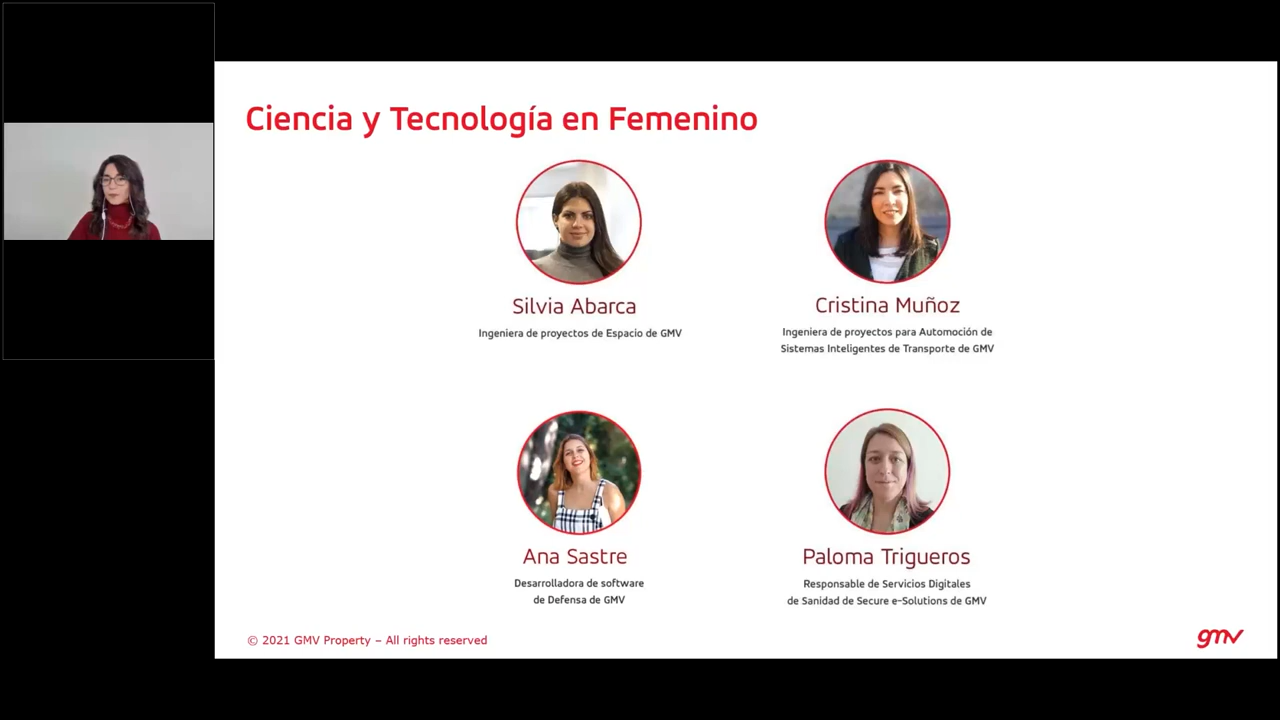 Ciencia y Tecnología en Femenino
Silvia Abarca
Ingeniera de proyectos de Espacio de GMV
Cristina Muñoz
Ingeniera de proyectos para Automoción de
Sistemas Inteligentes de Transporte de GMV
Ana Sastre
Desarrolladora de software
de Defensa de GMV
Paloma Trigueros
Responsable de Servicios Digitales
de Sanidad de Secure e-Solutions de GMV
© 2021 GMV Property – All rights reserved
gmv